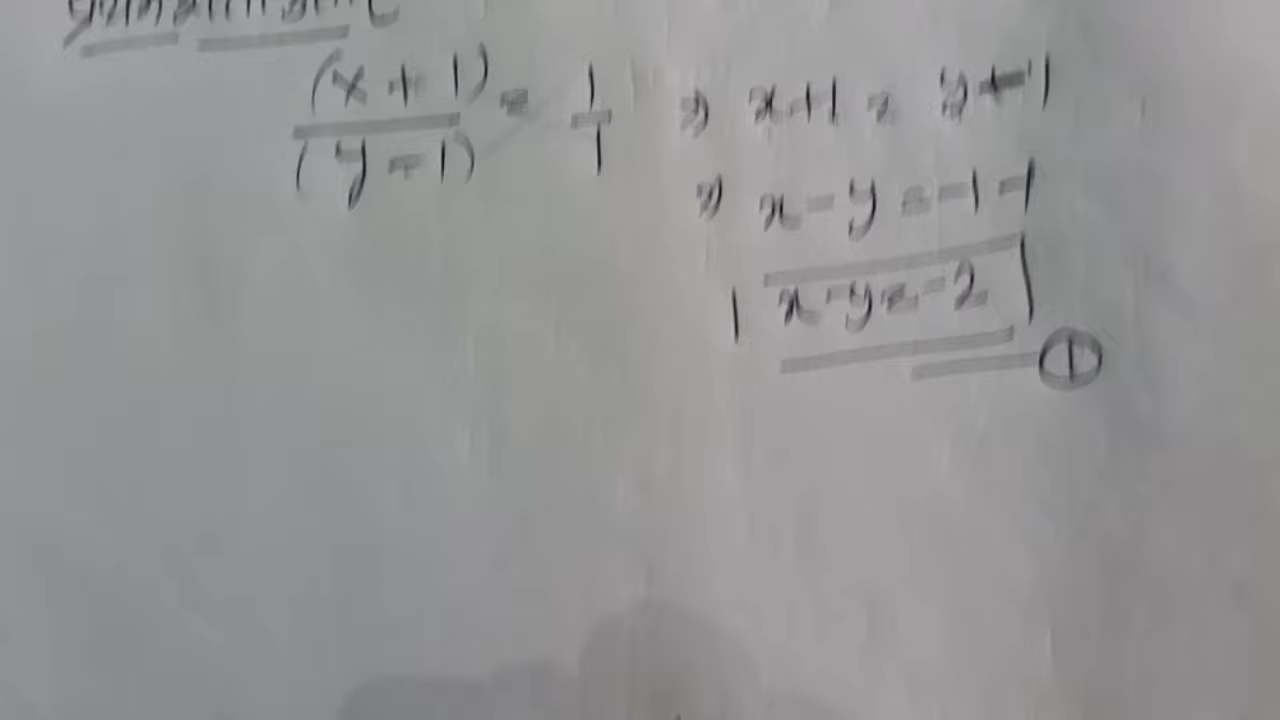 (x + 1) / (y - 1) = 1 / 1 ⇒ x+1 = y-1
⇒ x-y = -1-1
x-y = -2
①